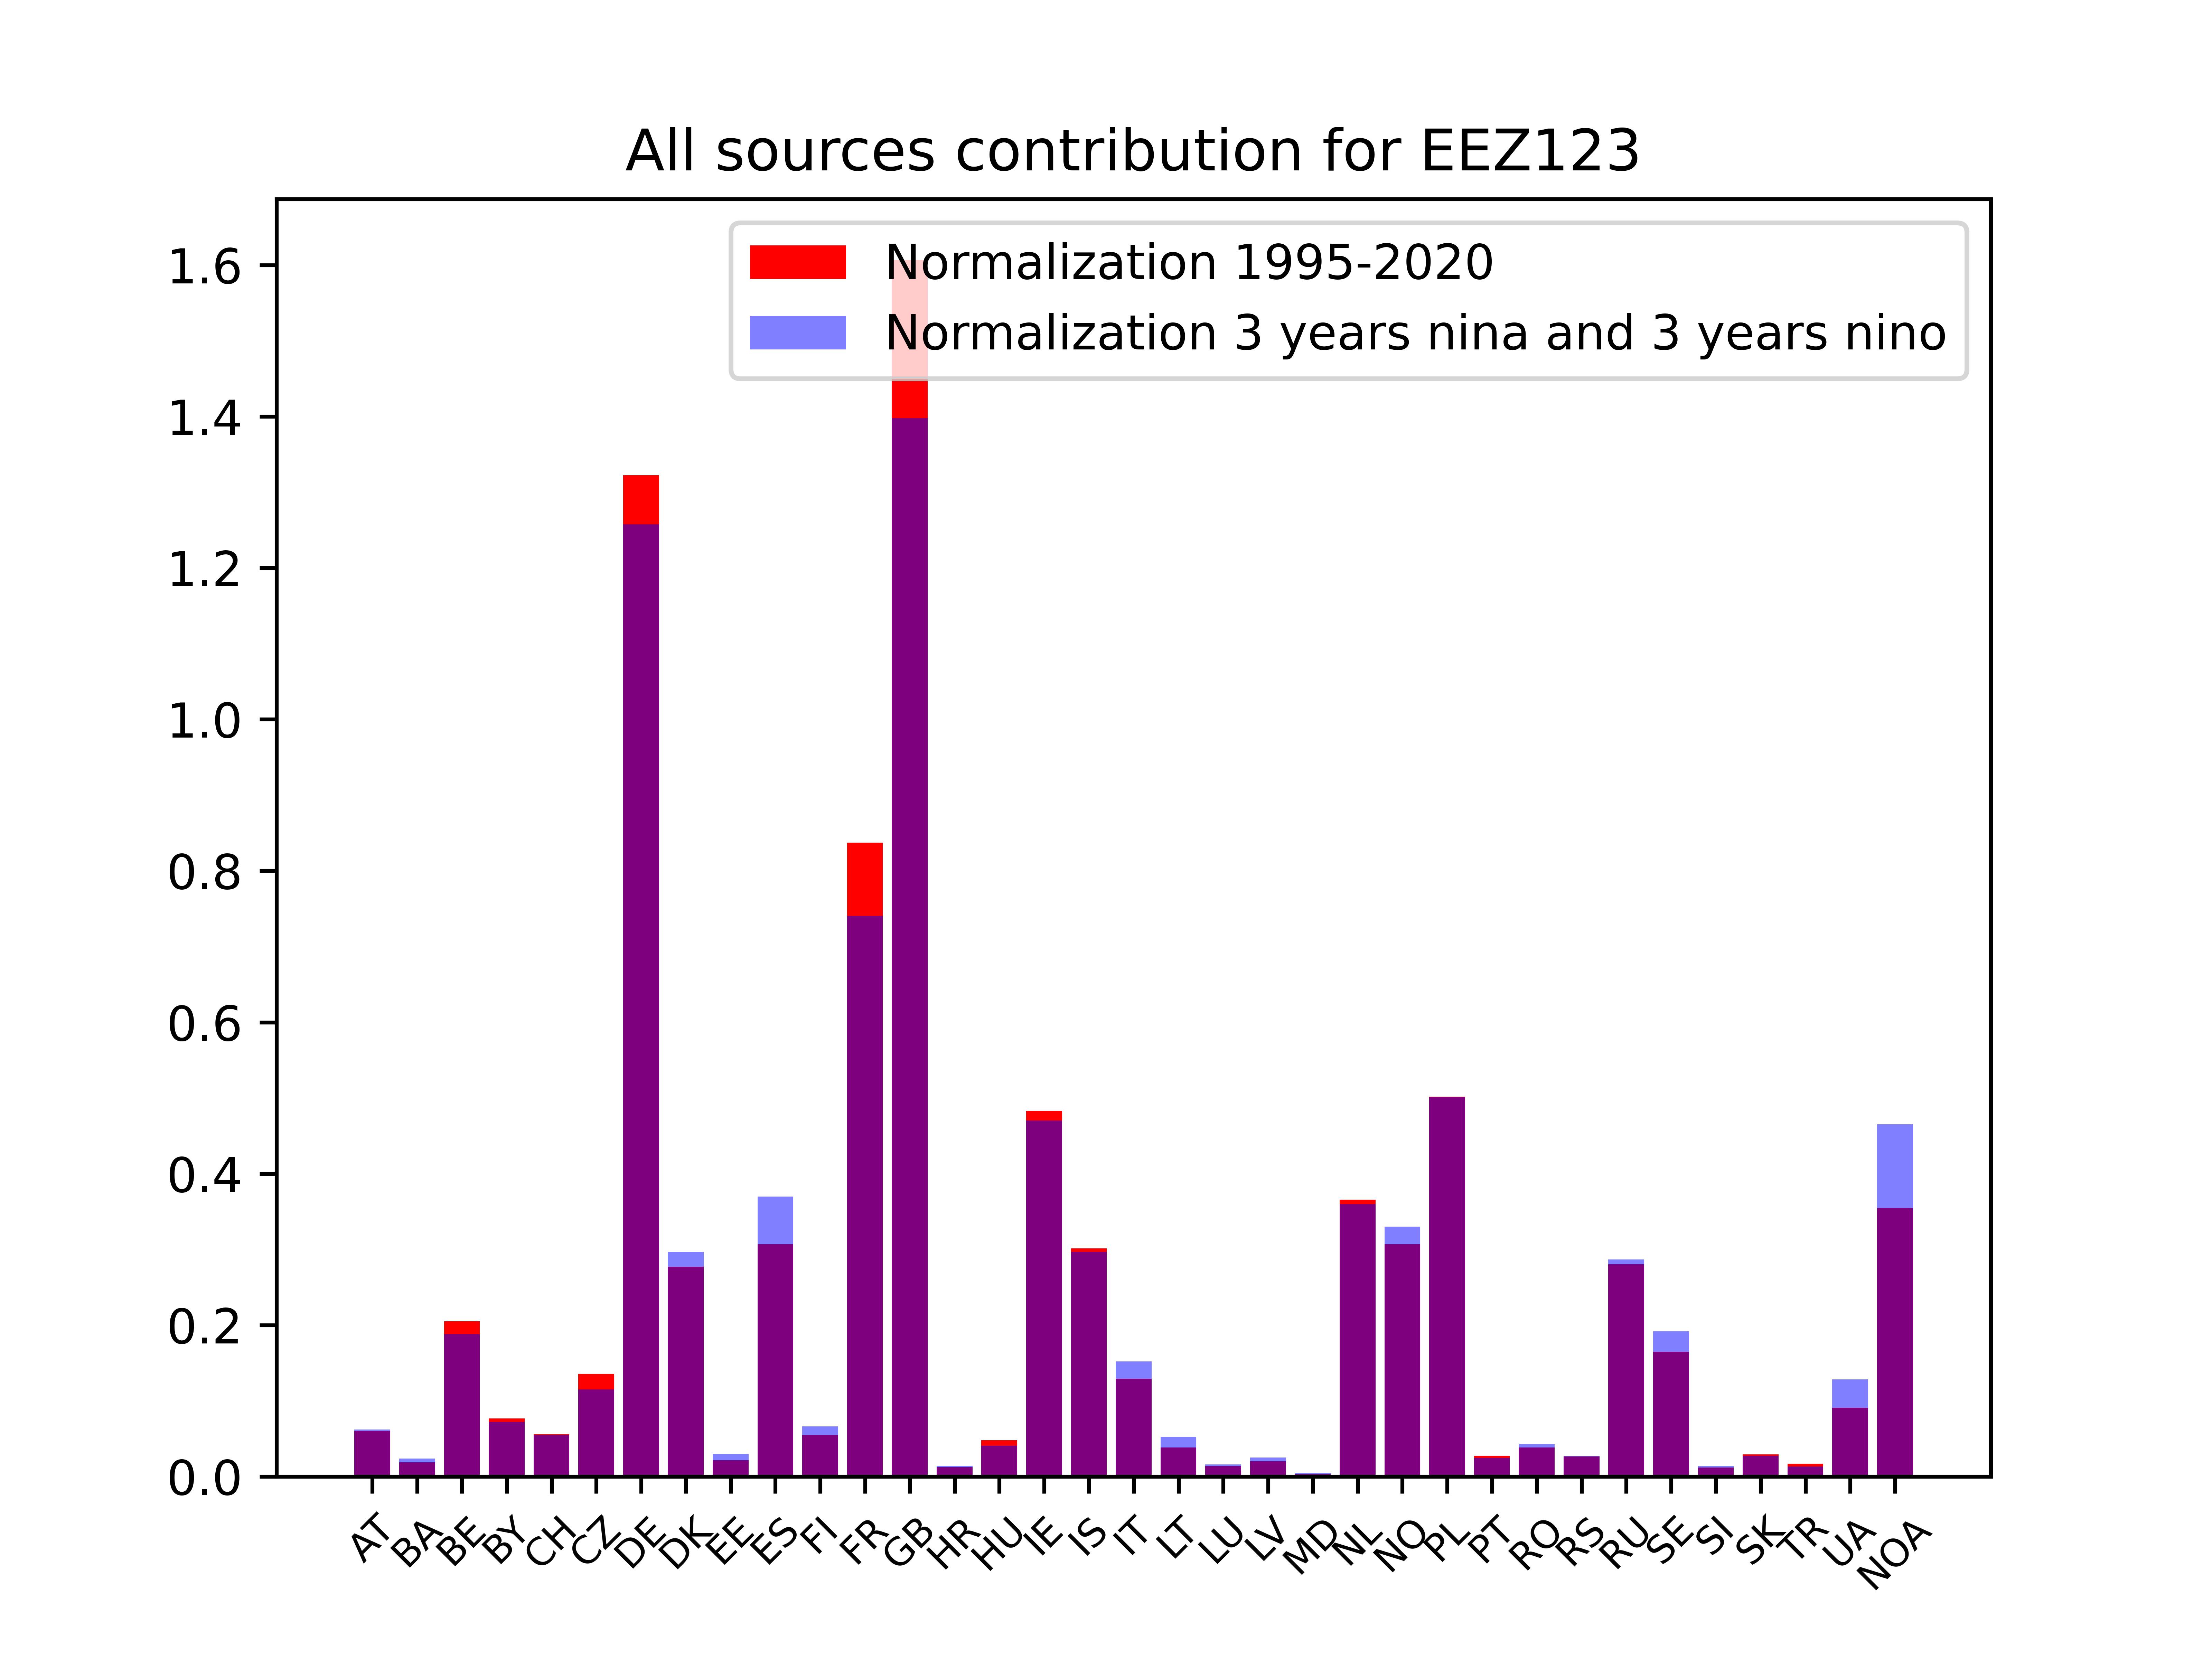 All sources contribution for EEZ123
Normalization 1995-2020
Normalization 3 years nina and 3 years nino
1.6
1.4
1.2
1.0
0.8
0.6
0.4
0.2
0.0
AT BA BE BY CH CZ DE DK EE ES FI FR GB HR HU IE IS IT LT LU LV MD NL NO PL PT RO RS RU SE SI SK TR UA NOA